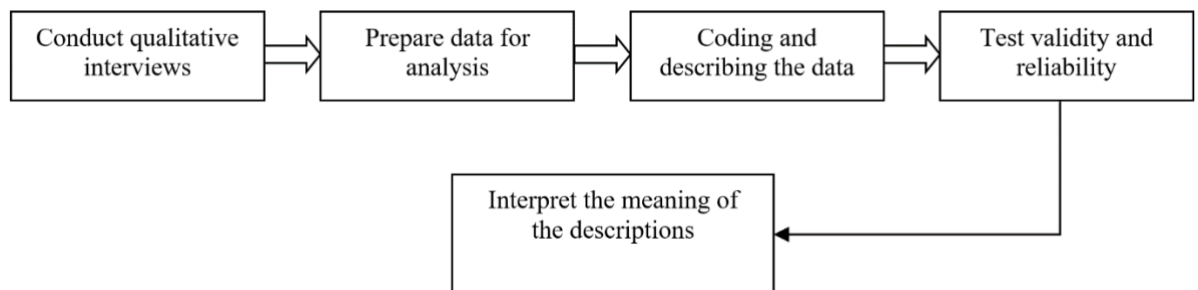 Conduct qualitative
interviews
Prepare data for
analysis
Coding and
describing the data
Test validity and
reliability
Interpret the meaning of
the descriptions